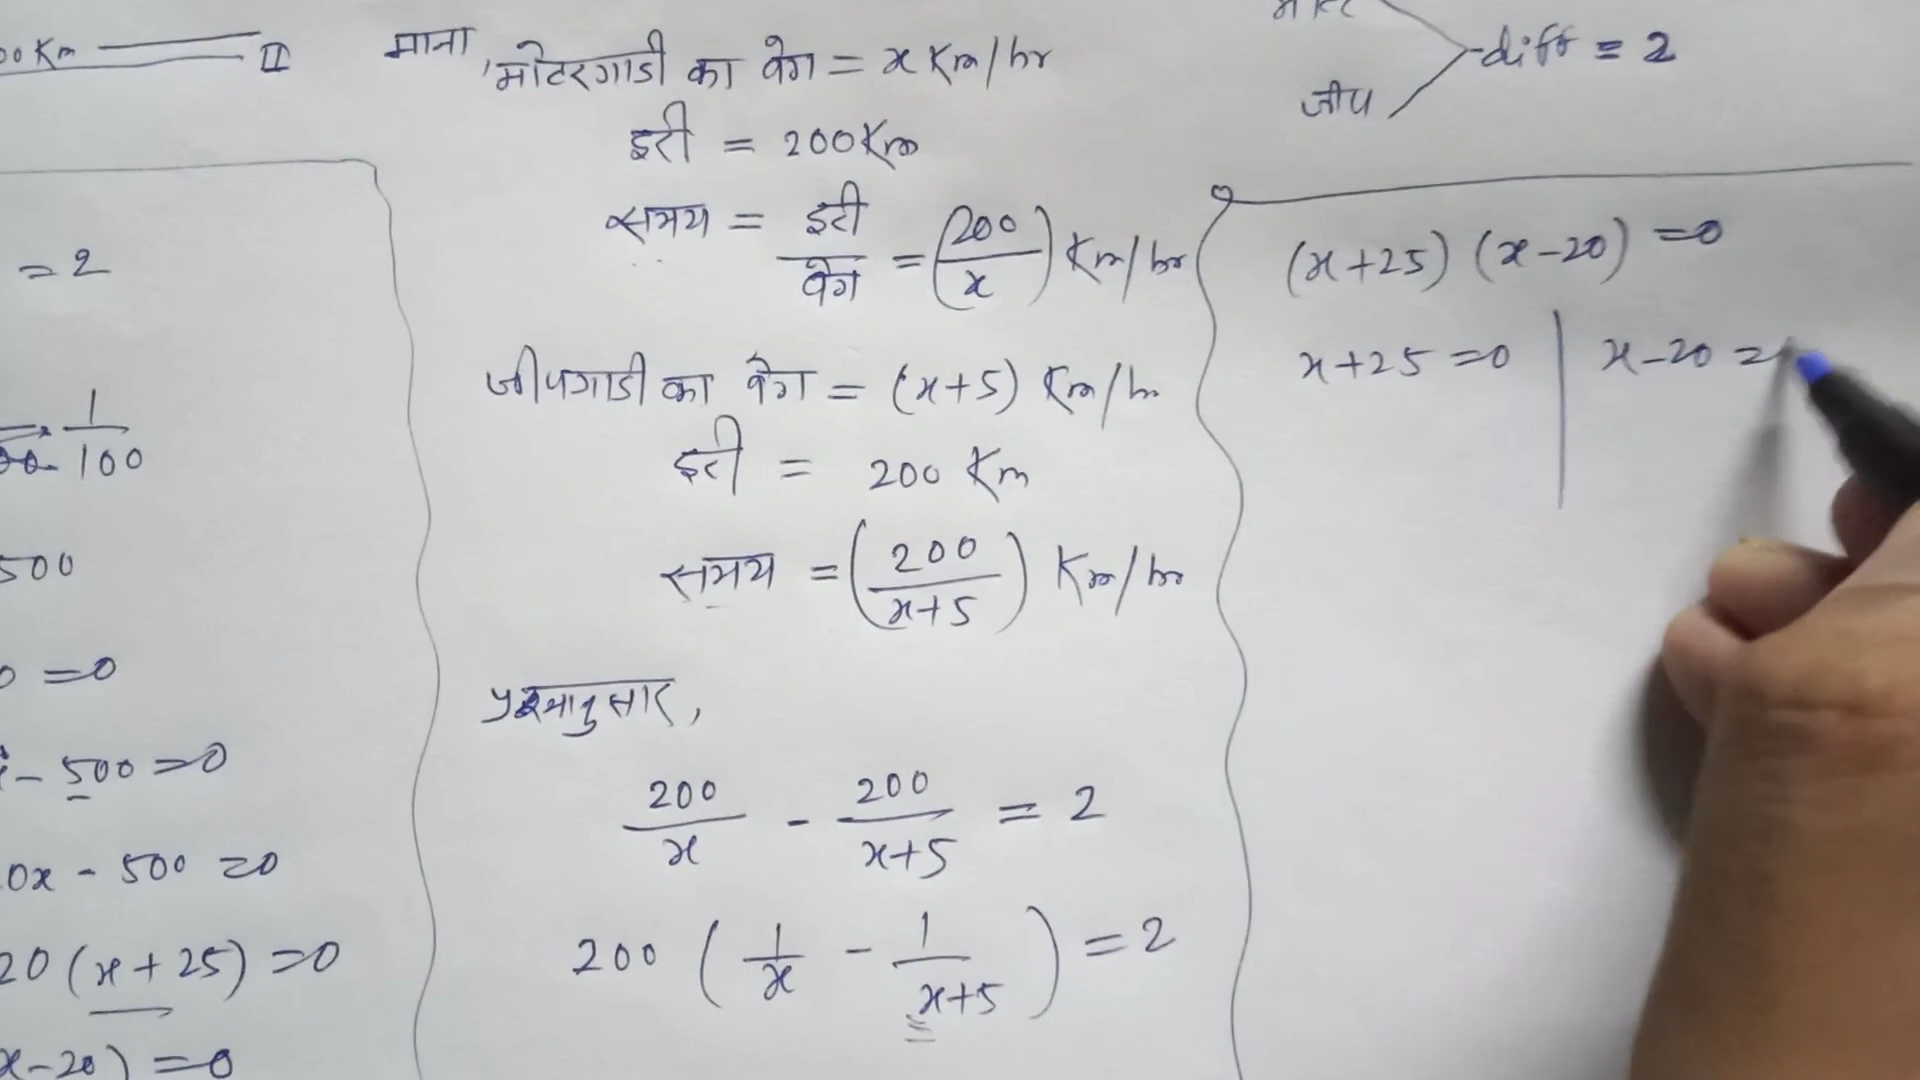 00 Km II
= 2
1
100
500
0 = 0
- 500 = 0
0x - 500 = 0
20 (x + 25) = 0
x - 20) = 0
माना, मोटरगाडी का वेग = x Km/hr
दूरी = 200 Km
समय = दूरी / वेग = (200 / x) Km/hr
जीपगाडी का वेग = (x+5) Km/hr
दूरी = 200 Km
समय = (200 / x+5) Km/hr
प्रश्नानुसार,
200 / x - 200 / x+5 = 2
200 (1 / x - 1 / x+5) = 2
जीप
diff = 2
(x+25) (x-20) = 0
x+25 = 0 | x-20 =